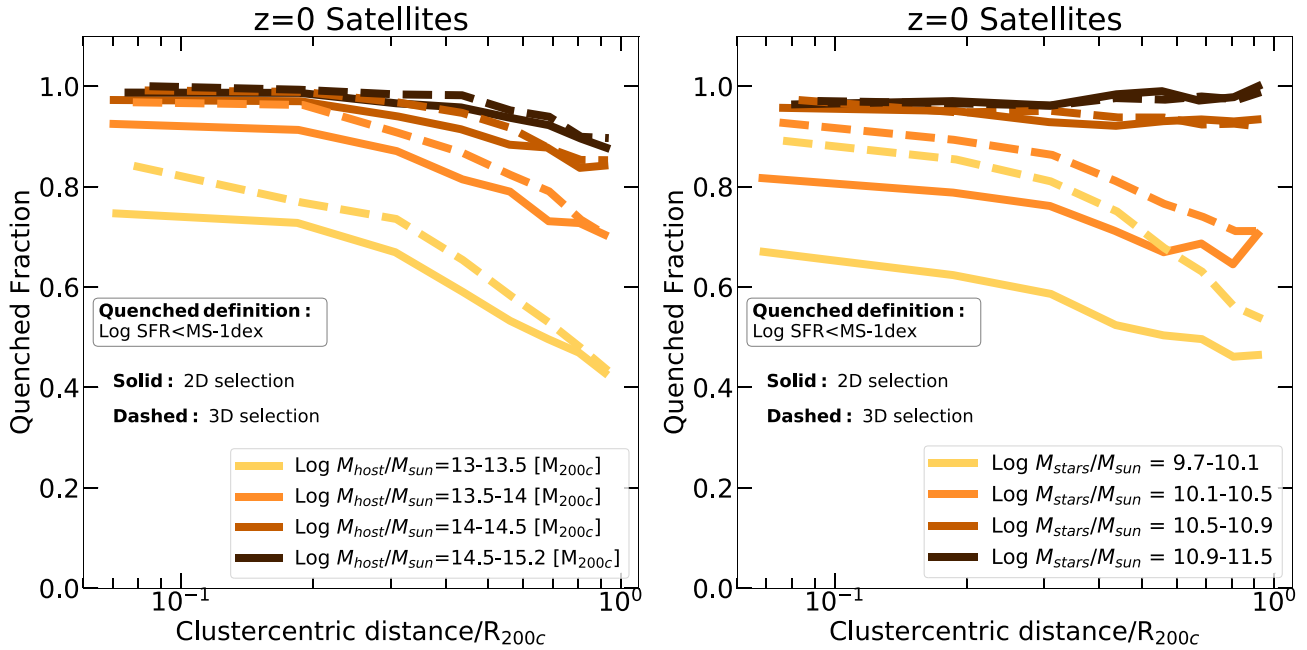 z=0 Satellites
Quenched Fraction
1.0
0.8
0.6
0.4
0.2
0.0
Quenched definition :
Log SFR<MS-1dex
Solid : 2D selection
Dashed : 3D selection
Log M_host/M_sun=13-13.5 [M_200c]
Log M_host/M_sun=13.5-14 [M_200c]
Log M_host/M_sun=14-14.5 [M_200c]
Log M_host/M_sun=14.5-15.2 [M_200c]
10⁻¹ 10⁰
Clustercentric distance/R_200c
z=0 Satellites
Quenched Fraction
1.0
0.8
0.6
0.4
0.2
0.0
Quenched definition :
Log SFR<MS-1dex
Solid : 2D selection
Dashed : 3D selection
Log M_stars/M_sun = 9.7-10.1
Log M_stars/M_sun = 10.1-10.5
Log M_stars/M_sun = 10.5-10.9
Log M_stars/M_sun = 10.9-11.5
10⁻¹ 10⁰
Clustercentric distance/R_200c